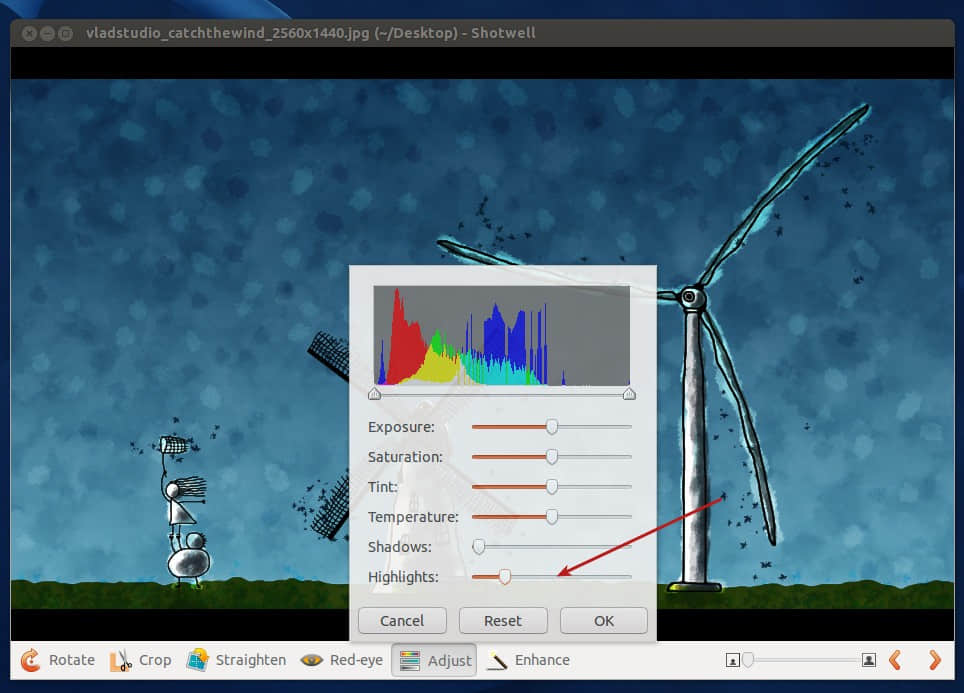 vladstudio_catchthewind_2560x1440.jpg (~/Desktop) - Shotwell
Exposure:
Saturation:
Tint:
Temperature:
Shadows:
Highlights:
Cancel Reset OK
Rotate Crop Straighten Red-eye Adjust Enhance